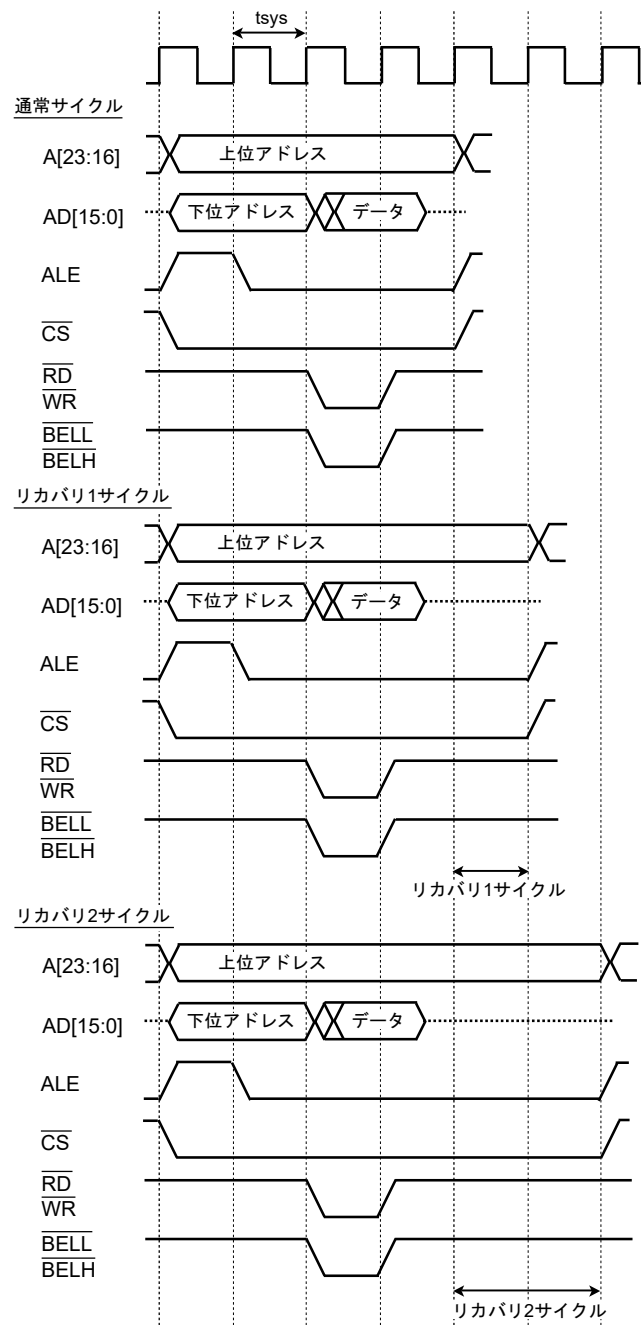 tsys
通常サイクル
A[23:16]
上位アドレス
AD[15:0]
下位アドレス
データ
ALE
CS
RD
WR
BELL
BELH
リカバリ1サイクル
A[23:16]
上位アドレス
AD[15:0]
下位アドレス
データ
ALE
CS
RD
WR
BELL
BELH
リカバリ1サイクル
リカバリ2サイクル
A[23:16]
上位アドレス
AD[15:0]
下位アドレス
データ
ALE
CS
RD
WR
BELL
BELH
リカバリ2サイクル